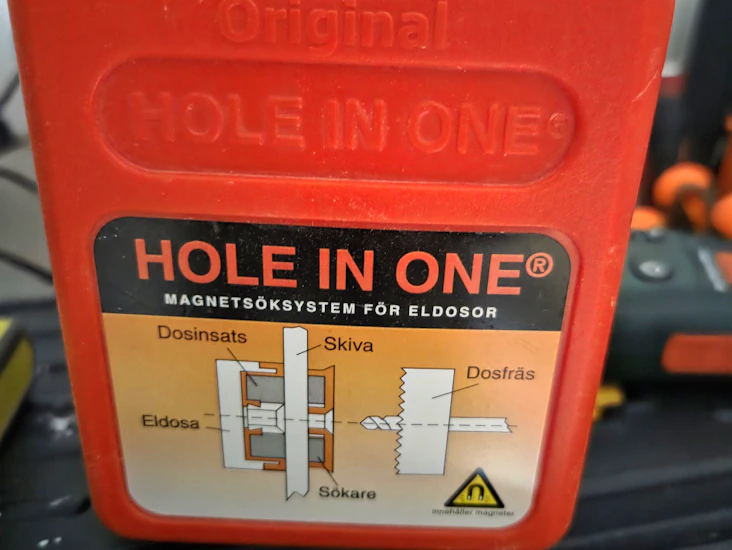 Original
HOLE IN ONE®
HOLE IN ONE®
MAGNETSÖKSYSTEM FÖR ELDOSOR
Dosinsats
Skiva
Dosfräs
Eldosa
Sökare
innehåller magneter